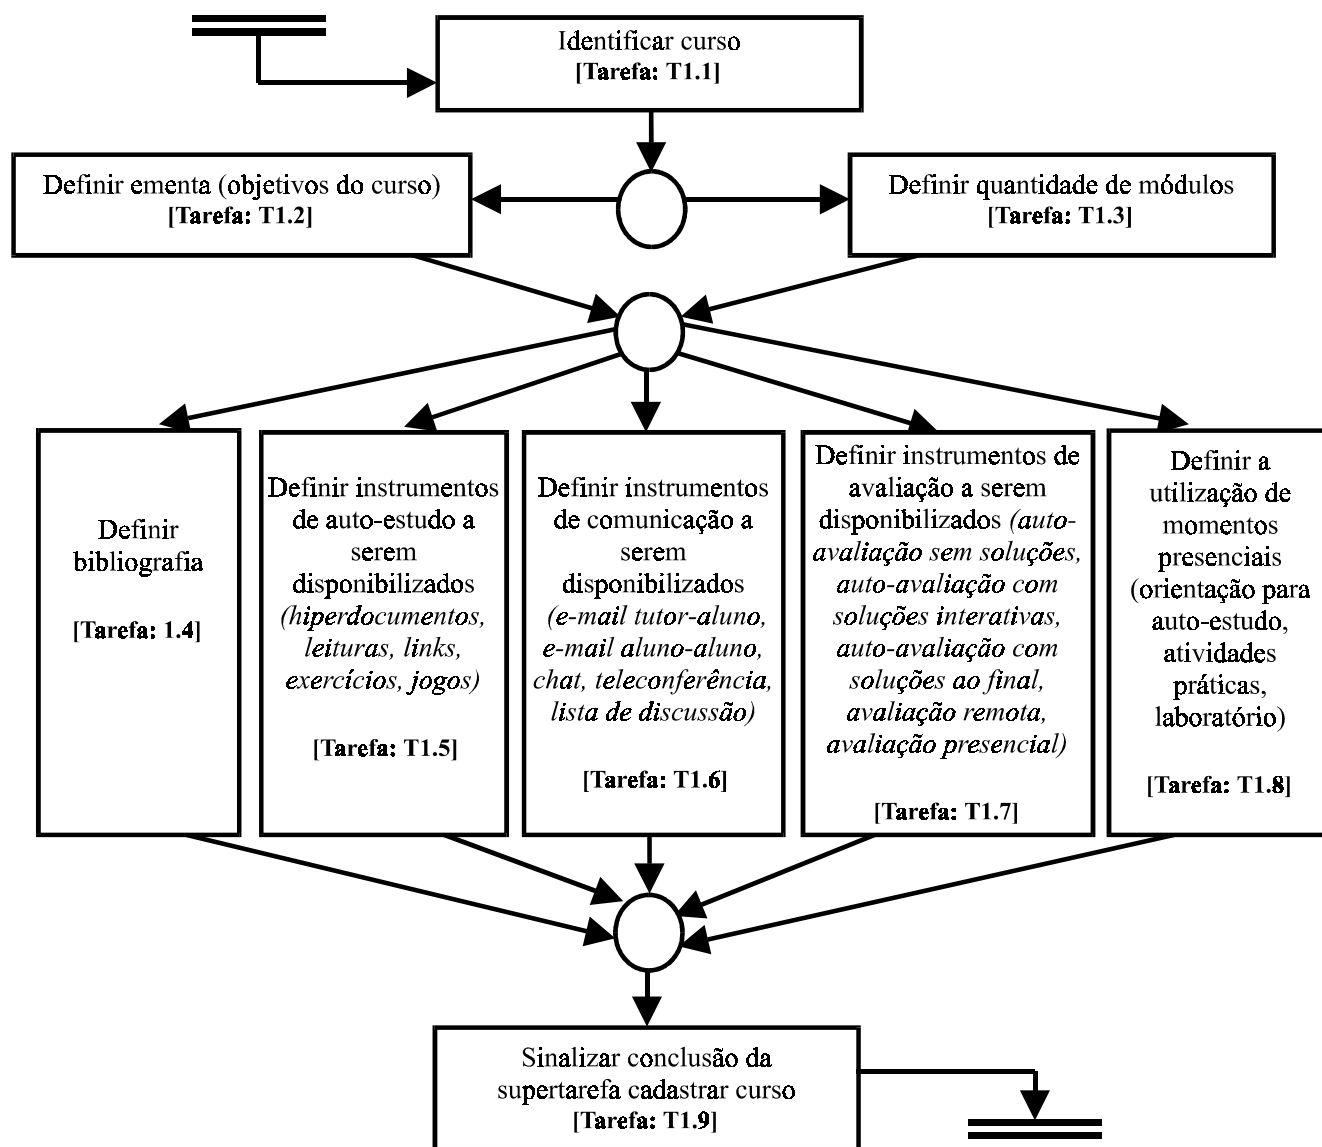 Identificar curso
[Tarefa: T1.1]
Definir ementa (objetivos do curso)
[Tarefa: T1.2]
Definir quantidade de módulos
[Tarefa: T1.3]
Definir
bibliografia
[Tarefa: 1.4]
Definir instrumentos
de auto-estudo a
serem
disponibilizados
(hiperdocumentos,
leituras, links,
exercícios, jogos)
[Tarefa: T1.5]
Definir instrumentos
de comunicação a
serem
disponibilizados
(e-mail tutor-aluno,
e-mail aluno-aluno,
chat, teleconferência,
lista de discussão)
[Tarefa: T1.6]
Definir instrumentos de
avaliação a serem
disponibilizados (auto-
avaliação sem soluções,
auto-avaliação com
soluções interativas,
auto-avaliação com
soluções ao final,
avaliação remota,
avaliação presencial)
[Tarefa: T1.7]
Definir a
utilização de
momentos
presenciais
(orientação para
auto-estudo,
atividades
práticas,
laboratório)
[Tarefa: T1.8]
Sinalizar conclusão da
supertarefa cadastrar curso
[Tarefa: T1.9]